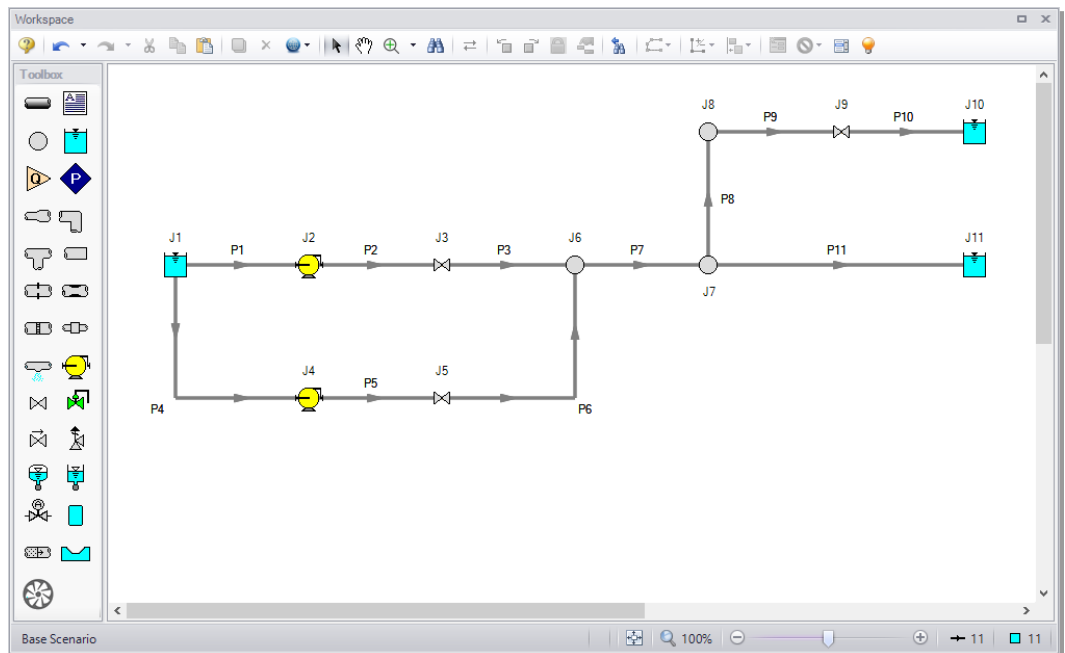 Workspace
Toolbox
A
Q
P
J8
J9
J10
P9
P10
P8
J1
J2
J3
J6
J11
P1
P2
P3
P7
P11
J7
J4
J5
P5
P4
P6
Base Scenario
100%
11
11